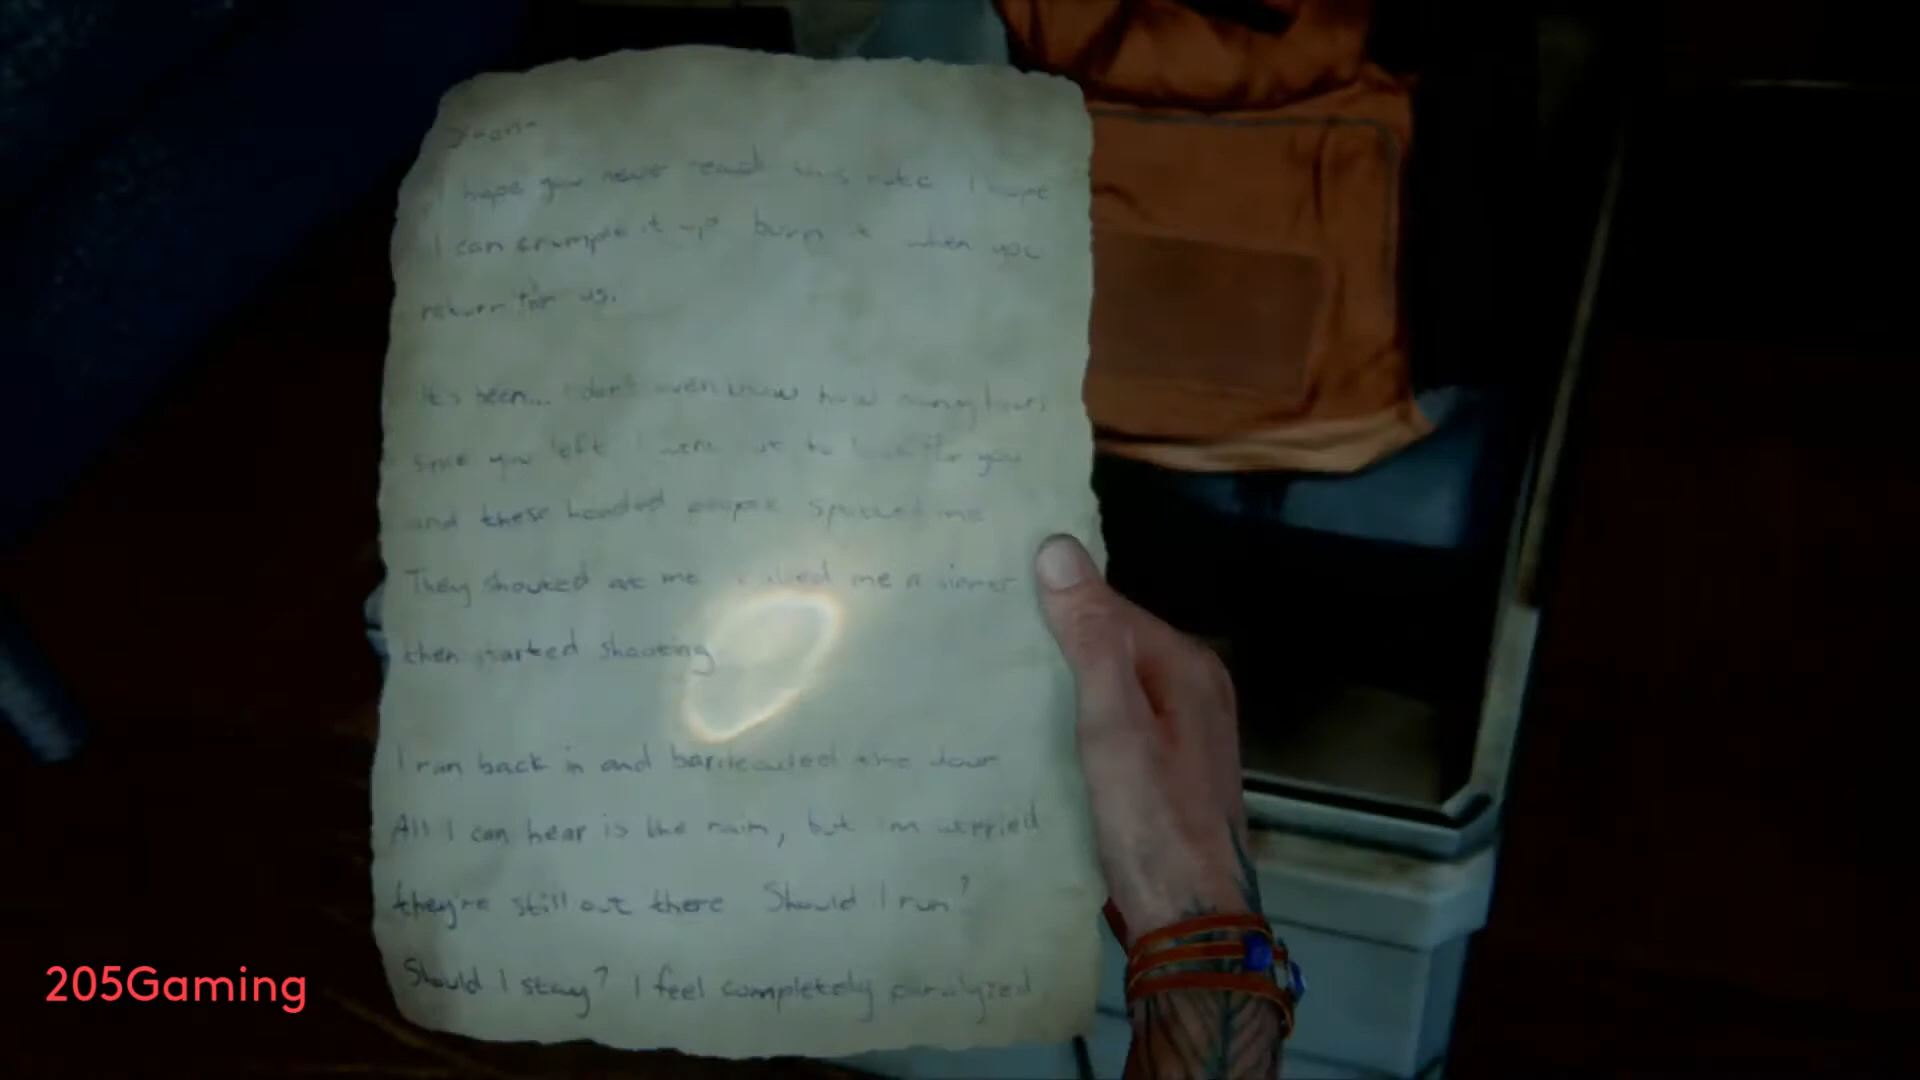 I hope you never read this note I hope
I can crumple it up burn it when you
return for us.
It's been... I don't even know how many hours
since you left I went out to look for you
and these hooded people spotted me
They shouted at me called me a sinner
then started shooting
I ran back in and barricaded the door
All I can hear is the rain, but I'm worried
they're still out there Should I run?
Should I stay? I feel completely paralyzed
205Gaming